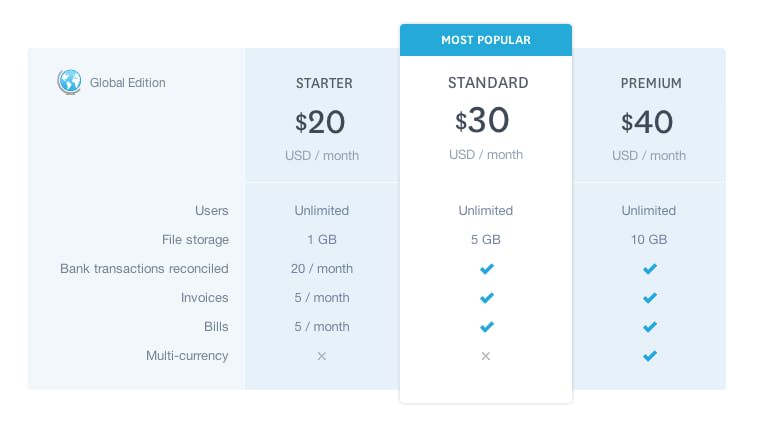 MOST POPULAR
Global Edition STARTER STANDARD PREMIUM
$20 $30 $40
USD / month USD / month USD / month
Users Unlimited Unlimited Unlimited
File storage 1 GB 5 GB 10 GB
Bank transactions reconciled 20 / month
Invoices 5 / month
Bills 5 / month
Multi-currency